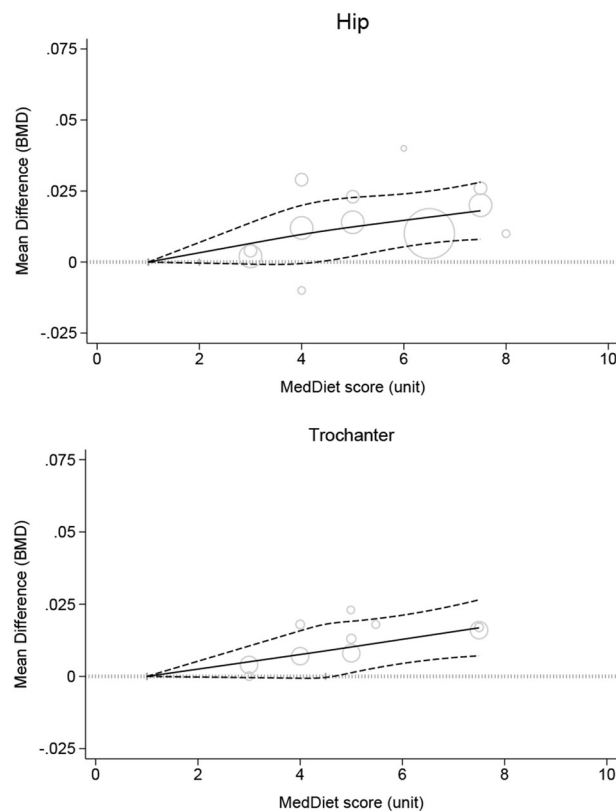 Hip
.075
.05
.025
0
-.025
Mean Difference (BMD)
0 2 4 6 8 10
MedDiet score (unit)
Trochanter
.075
.05
.025
0
-.025
Mean Difference (BMD)
0 2 4 6 8 10
MedDiet score (unit)